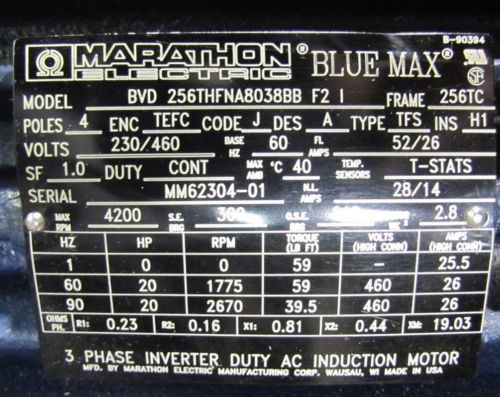 B-90394
MARATHON ® BLUE MAX®
ELECTRIC
MODEL BVD 256THFNA8038BB F2 I FRAME 256TC
POLES 4 ENC TEFC CODE J DES A TYPE TFS INS H1
VOLTS 230/460 BASE HZ 60 FL AMPS 52/26
SF 1.0 DUTY CONT MAX AMB °C 40 TEMP. SENSORS T-STATS
SERIAL MM62304-01 N.L. AMPS 28/14
MAX RPM 4200 S.E. BRG 309 O.S.E. BRG 2.8
HZ HP RPM TORQUE (LB FT) VOLTS (HIGH CONN) AMPS (HIGH CONN)
1 0 0 59 - 25.5
60 20 1775 59 460 26
90 20 2670 39.5 460 26
OHMS PH. R1: 0.23 R2: 0.16 X1: 0.81 X2: 0.44 XM: 19.03
3 PHASE INVERTER DUTY AC INDUCTION MOTOR
MFD. BY MARATHON ELECTRIC MANUFACTURING CORP. WAUSAU, WI MADE IN USA